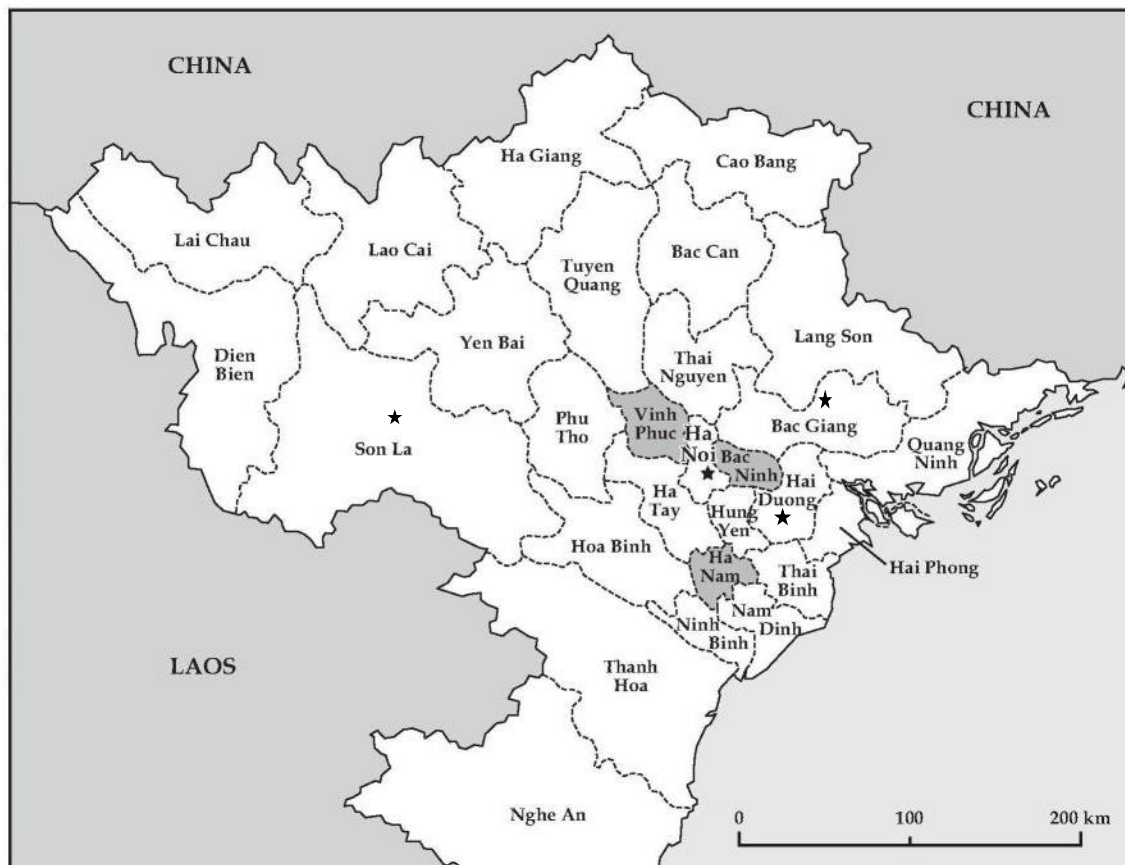 CHINA
CHINA
Ha Giang
Cao Bang
Lai Chau
Lao Cai
Bac Can
Tuyen
Quang
Lang Son
Yen Bai
Dien
Bien
Thai
Nguyen
Phu
Tho
Vinh
Phuc
Ha
Noi
Bac
Ninh
Bac Giang
Quang
Ninh
Son La
Ha
Tay
Hai
Duong
Hung
Yen
Hoa Binh
Ha
Nam
Thai
Binh
Hai Phong
Nam
Dinh
Ninh
Binh
LAOS
Thanh
Hoa
Nghe An
0 100 200 km